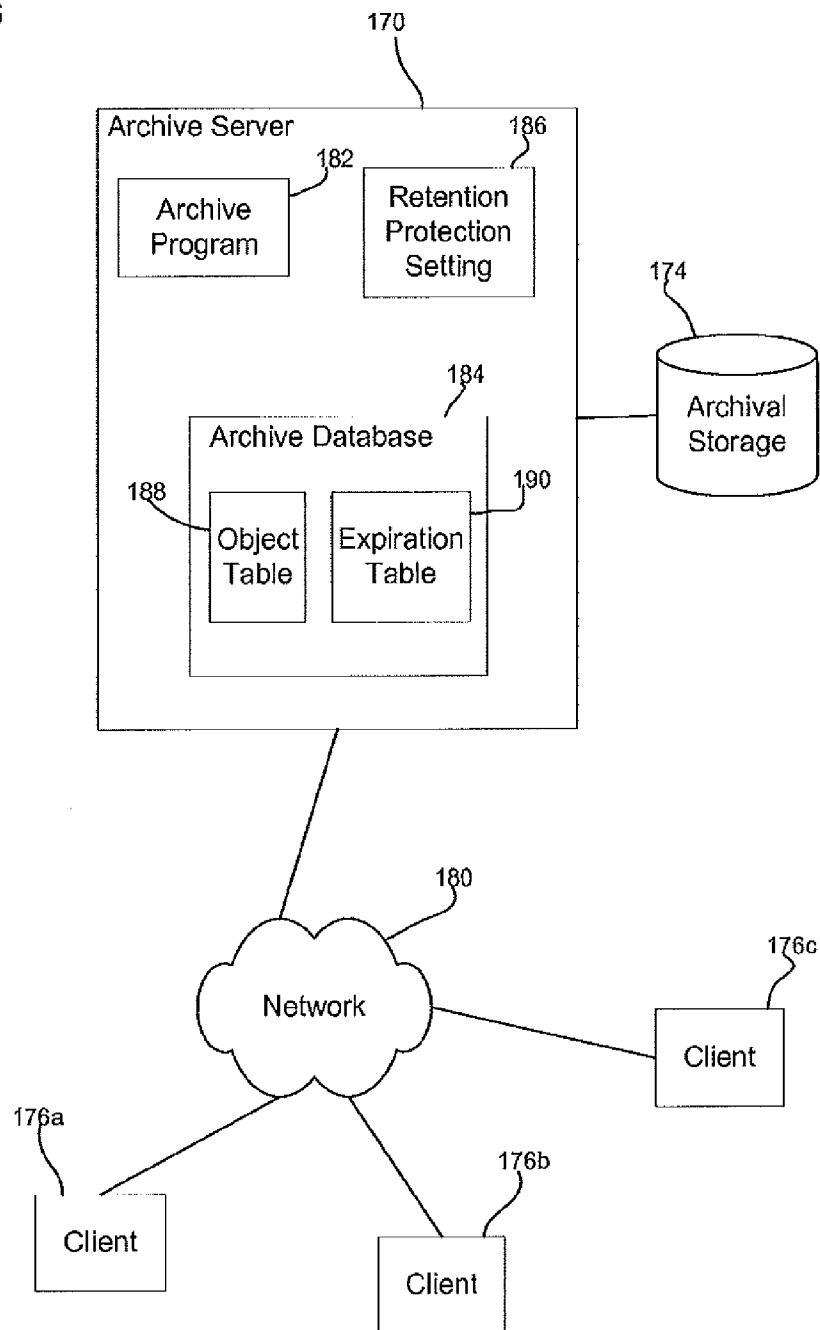 170
Archive Server
182
186
Archive
Program
Retention
Protection
Setting
174
Archival
Storage
184
Archive Database
188
190
Object
Table
Expiration
Table
180
Network
176c
Client
176a
Client
176b
Client